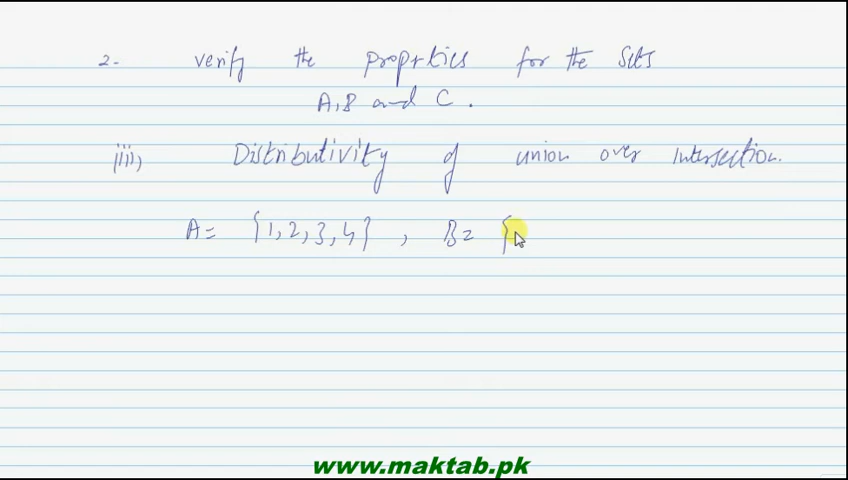 2- verify the proprties for the Sets
A, B and C.
(iii) Distributivity of union over Intersection.
A= {1, 2, 3, 4} , B= {
www.maktab.pk